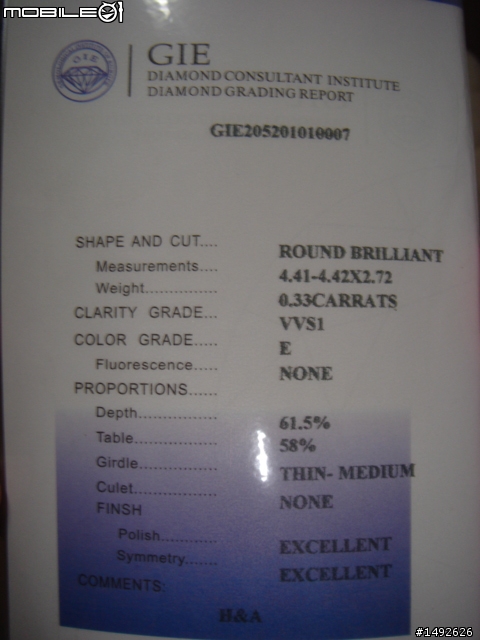 MOBILE01
GIE
GIE
DIAMOND CONSULTANT INSTITUTE
DIAMOND GRADING REPORT
GIE205201010007
SHAPE AND CUT.... ROUND BRILLIANT
Measurements.... 4.41-4.42X2.72
Weight............... 0.33CARRATS
CLARITY GRADE... VVS1
COLOR GRADE..... E
Fluorescence..... NONE
PROPORTIONS......
Depth................. 61.5%
Table.................. 58%
Girdle................. THIN- MEDIUM
Culet.................. NONE
FINSH
Polish............ EXCELLENT
Symmetry....... EXCELLENT
COMMENTS:
H&A
#1492626